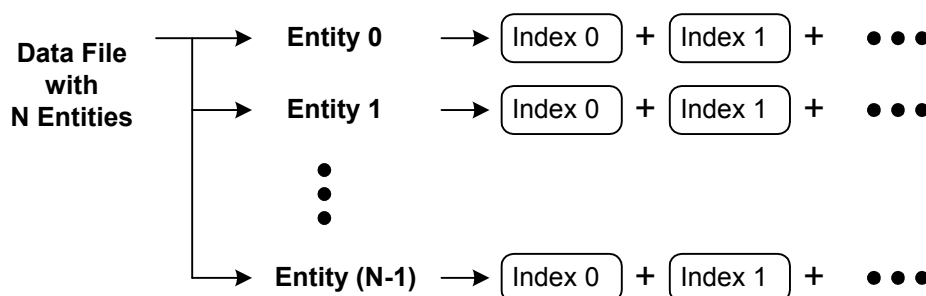 Data File
with
N Entities
Entity 0 Index 0 + Index 1 +
Entity 1 Index 0 + Index 1 +
Entity (N-1) Index 0 + Index 1 +